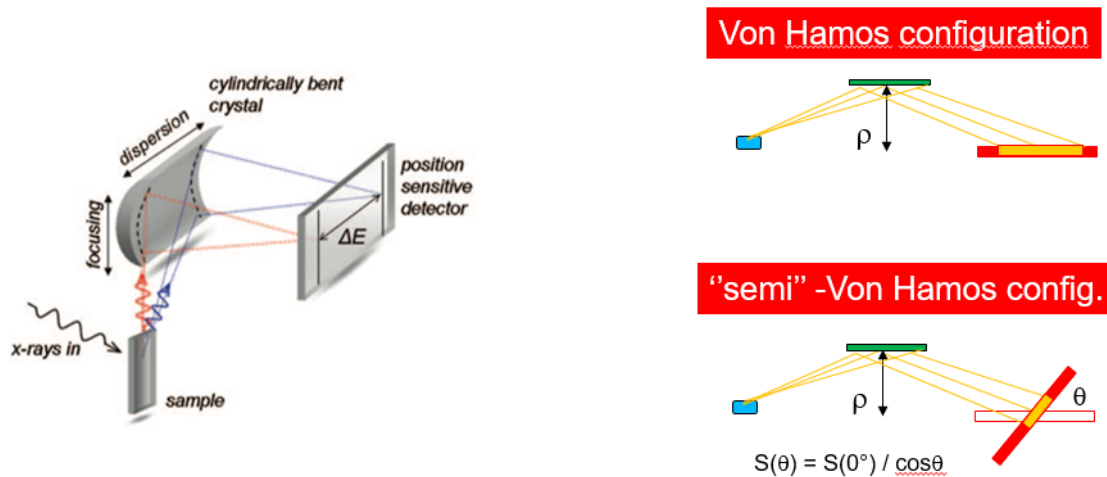 cylindrically bent
crystal
dispersion
focusing
position
sensitive
detector
ΔE
x-rays in
sample
Von Hamos configuration
ρ
‘’semi’’ -Von Hamos config.
ρ
θ
S(θ) = S(0°) / cosθ